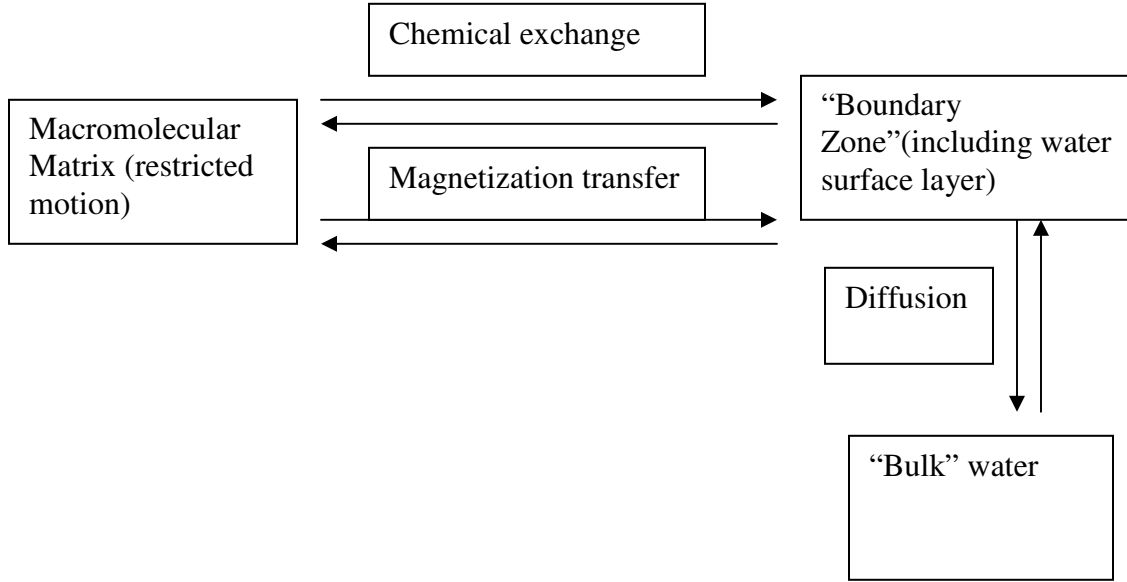 Chemical exchange
Macromolecular
Matrix (restricted
motion)
“Boundary
Zone”(including water
surface layer)
Magnetization transfer
Diffusion
“Bulk” water